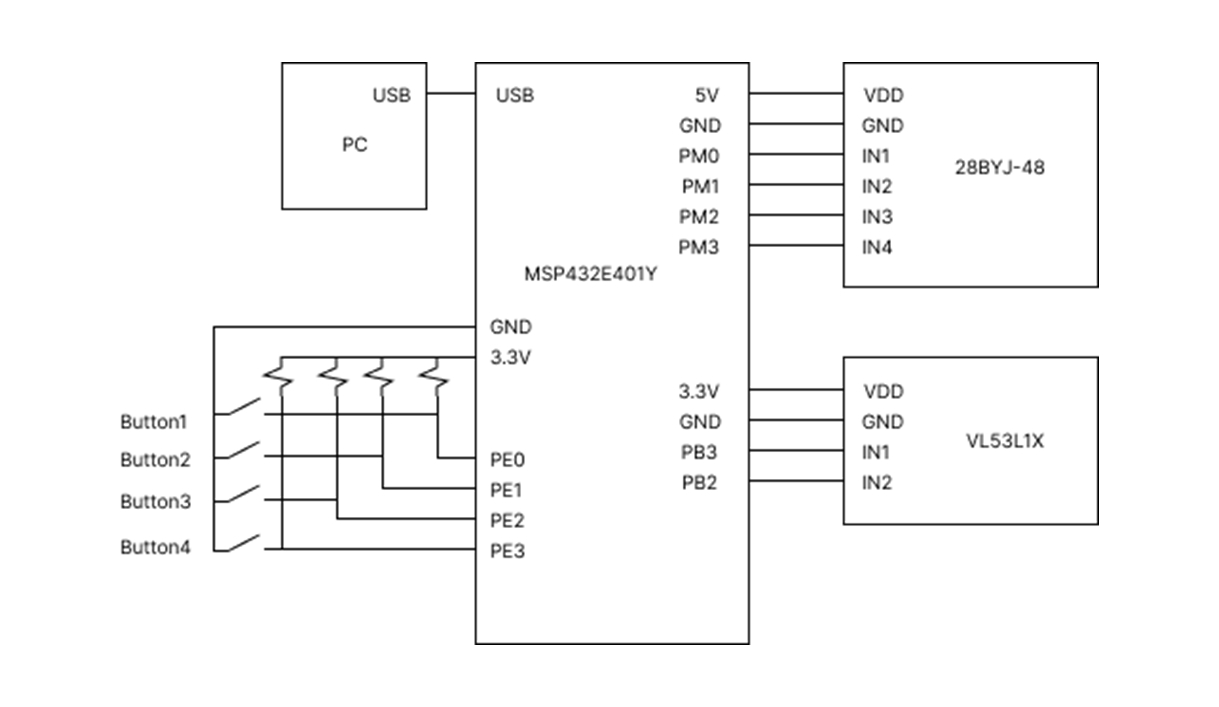 USB
PC
USB
5V
GND
PM0
PM1
PM2
PM3
MSP432E401Y
GND
3.3V
PE0
PE1
PE2
PE3
3.3V
GND
PB3
PB2
VDD
GND
IN1
IN2
IN3
IN4
28BYJ-48
VDD
GND
IN1
IN2
VL53L1X
Button1
Button2
Button3
Button4